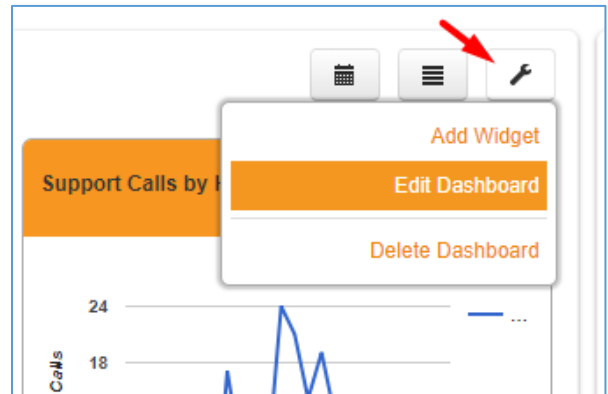 Add Widget
Support Calls by
Edit Dashboard
Delete Dashboard
24
...
18
Calls